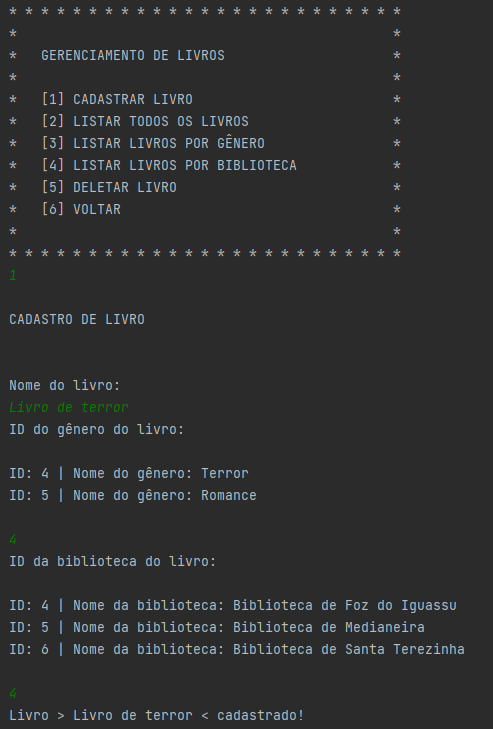 * * * * * * * * * * * * * * * * * * * * * * * * *
* *
* GERENCIAMENTO DE LIVROS *
* *
* [1] CADASTRAR LIVRO *
* [2] LISTAR TODOS OS LIVROS *
* [3] LISTAR LIVROS POR GÊNERO *
* [4] LISTAR LIVROS POR BIBLIOTECA *
* [5] DELETAR LIVRO *
* [6] VOLTAR *
* *
* * * * * * * * * * * * * * * * * * * * * * * * *
1
CADASTRO DE LIVRO
Nome do livro:
Livro de terror
ID do gênero do livro:
ID: 4 | Nome do gênero: Terror
ID: 5 | Nome do gênero: Romance
4
ID da biblioteca do livro:
ID: 4 | Nome da biblioteca: Biblioteca de Foz do Iguassu
ID: 5 | Nome da biblioteca: Biblioteca de Medianeira
ID: 6 | Nome da biblioteca: Biblioteca de Santa Terezinha
4
Livro > Livro de terror < cadastrado!